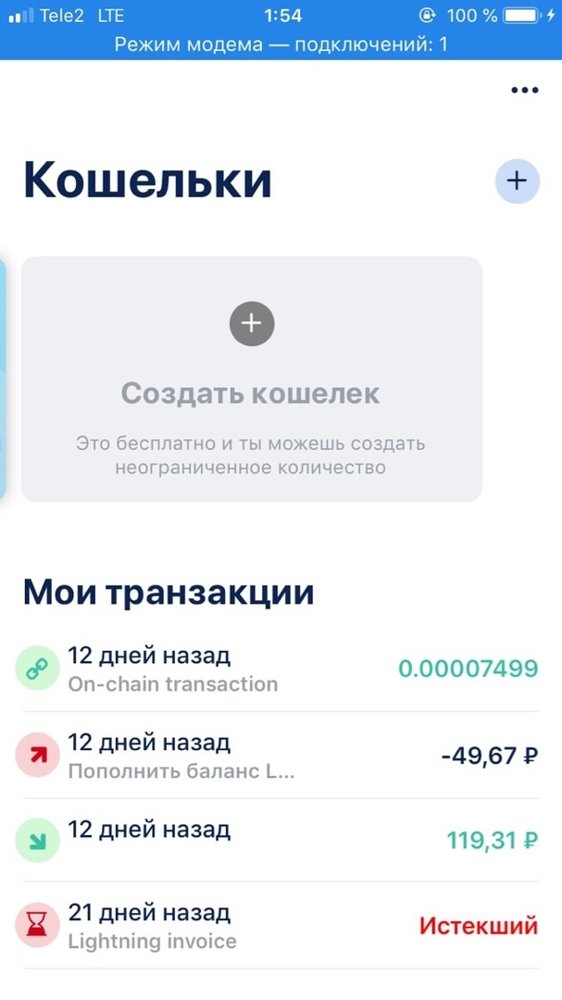 Tele2 LTE 1:54 100 %
Режим модема — подключений: 1
Кошельки
Создать кошелек
Это бесплатно и ты можешь создать
неограниченное количество
Мои транзакции
12 дней назад
On-chain transaction
0.00007499
12 дней назад
Пополнить баланс L...
-49,67 ₽
12 дней назад
119,31 ₽
21 дней назад
Lightning invoice
Истекший